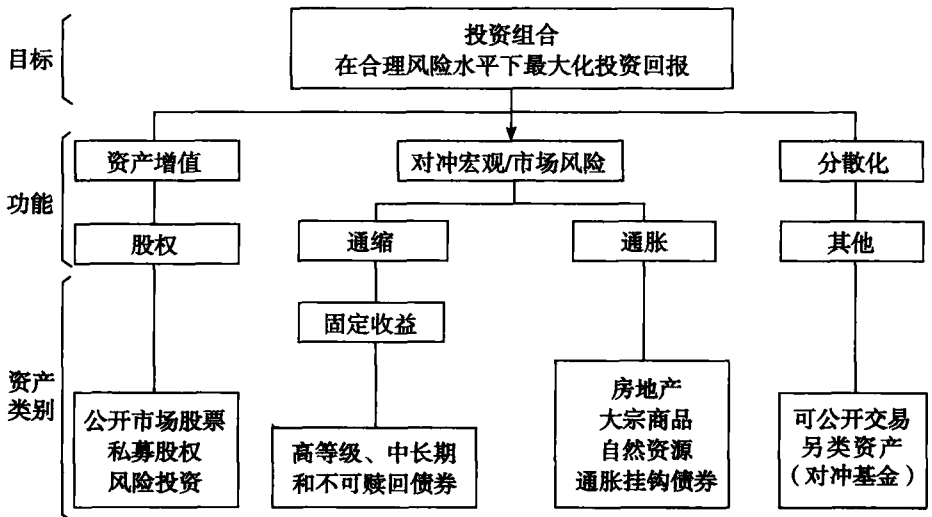 目标
投资组合
在合理风险水平下最大化投资回报
功能
资产增值
对冲宏观/市场风险
分散化
股权
通缩
通胀
其他
资产
类别
固定收益
公开市场股票
私募股权
风险投资
高等级、中长期
和不可赎回债券
房地产
大宗商品
自然资源
通胀挂钩债券
可公开交易
另类资产
(对冲基金)